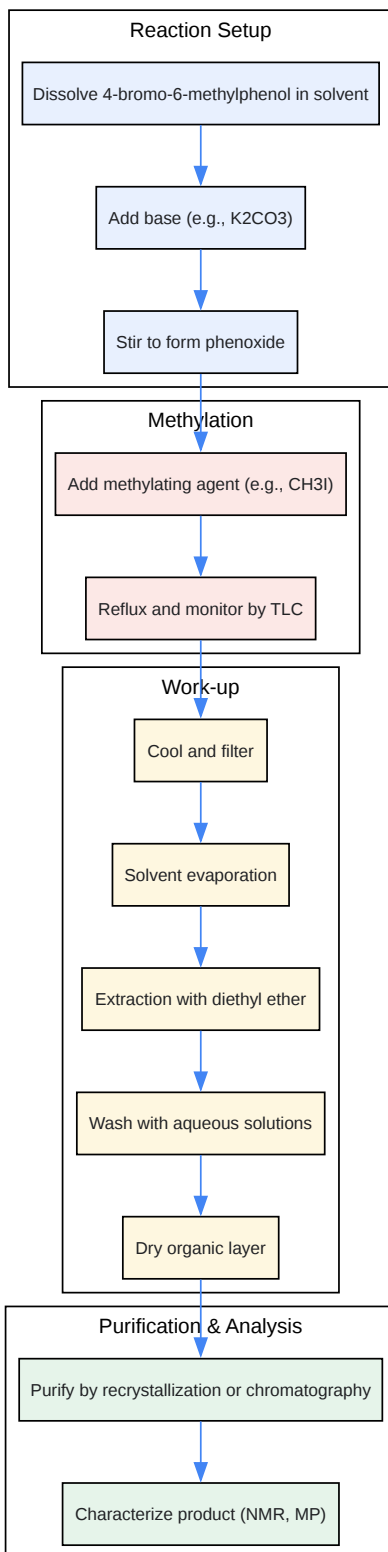 Reaction Setup
Dissolve 4-bromo-6-methylphenol in solvent
Add base (e.g., K2CO3)
Stir to form phenoxide
Methylation
Add methylating agent (e.g., CH3I)
Reflux and monitor by TLC
Work-up
Cool and filter
Solvent evaporation
Extraction with diethyl ether
Wash with aqueous solutions
Dry organic layer
Purification & Analysis
Purify by recrystallization or chromatography
Characterize product (NMR, MP)